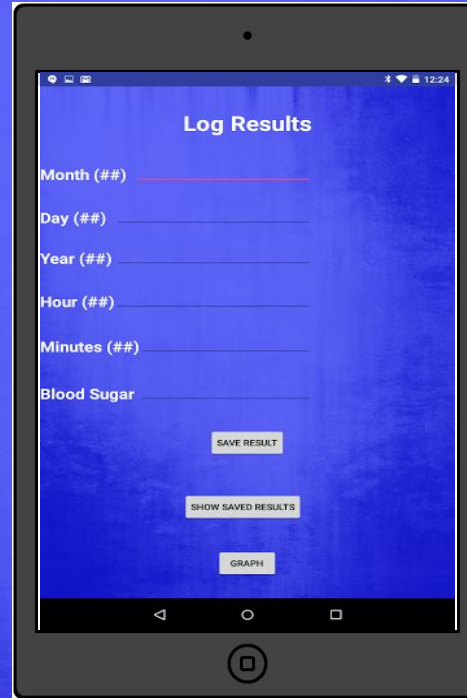 12:24
Log Results
Month (##)
Day (##)
Year (##)
Hour (##)
Minutes (##)
Blood Sugar
SAVE RESULT
SHOW SAVED RESULTS
GRAPH